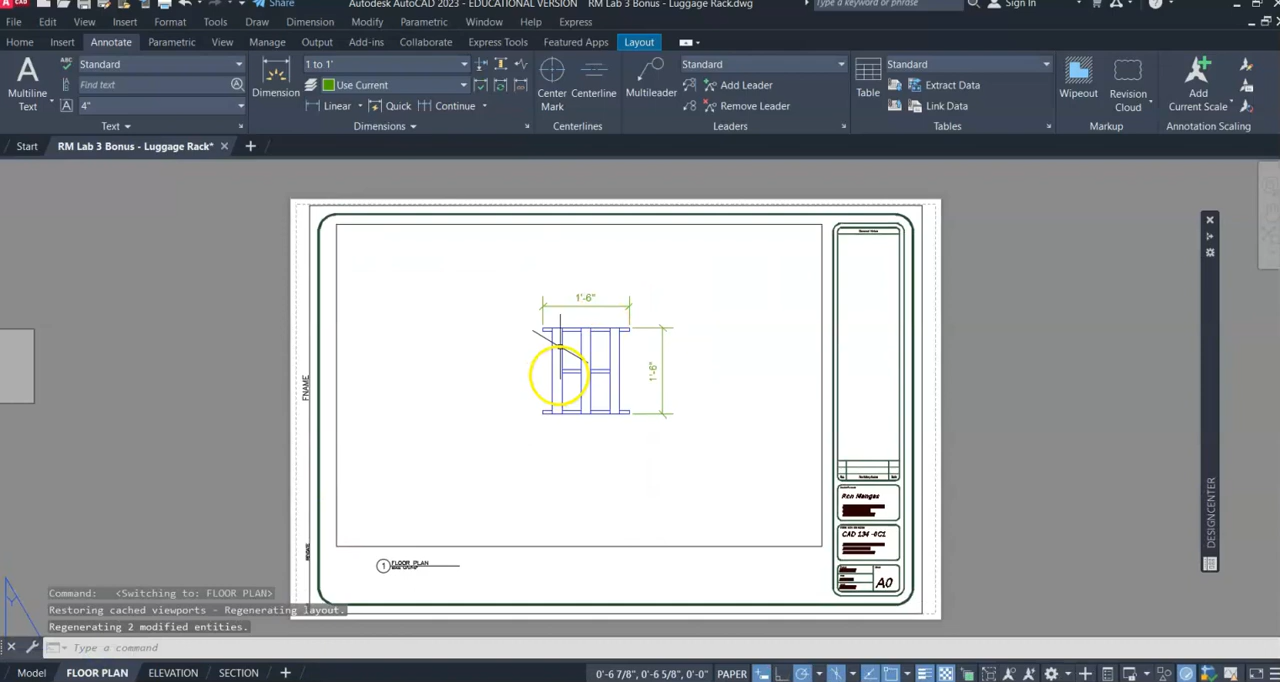 Share
Autodesk AutoCAD 2023 - EDUCATIONAL VERSION RM Lab 3 Bonus - Luggage Rack.dwg
Type a keyword or phrase
Sign In
File Edit View Insert Format Tools Draw Dimension Modify Parametric Window Help Express
Home Insert Annotate Parametric View Manage Output Add-ins Collaborate Express Tools Featured Apps Layout
Multiline Text
Standard
Find text
4"
Text
Dimension
1 to 1'
Use Current
Linear Quick Continue
Dimensions
Center Mark
Centerline
Centerlines
Multileader
Standard
Add Leader
Remove Leader
Leaders
Table
Standard
Extract Data
Link Data
Tables
Wipeout
Revision Cloud
Markup
Add Current Scale
Annotation Scaling
Start
RM Lab 3 Bonus - Luggage Rack*
1'-6"
1'-6"
FNAME
Ron Mangas
CAD 134 -0C1
A0
1 FLOOR PLAN
DESIGNCENTER
Command: <Switching to: FLOOR PLAN>
Restoring cached viewports - Regenerating layout.
Regenerating 2 modified entities.
Type a command
Model FLOOR PLAN ELEVATION SECTION
0'-6 7/8", 0'-6 5/8", 0'-0" PAPER